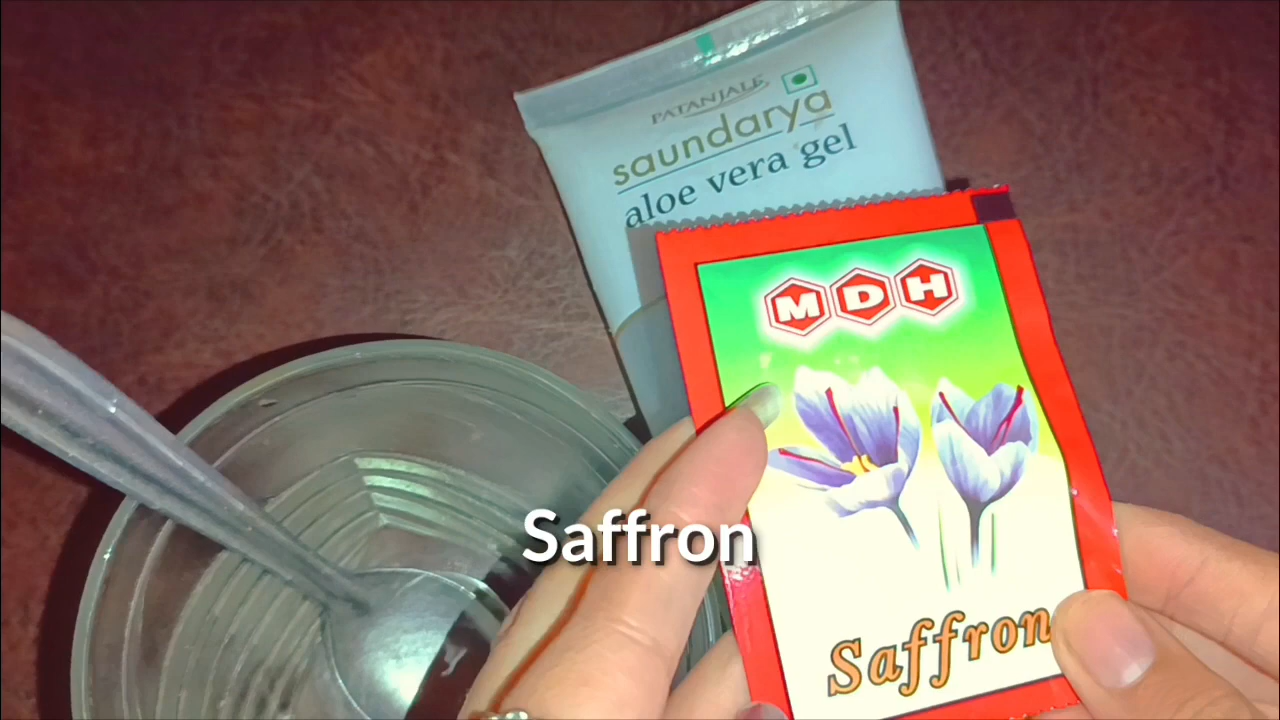 PATANJALI
saundarya
aloe vera gel
MDH
Saffron
Saffron